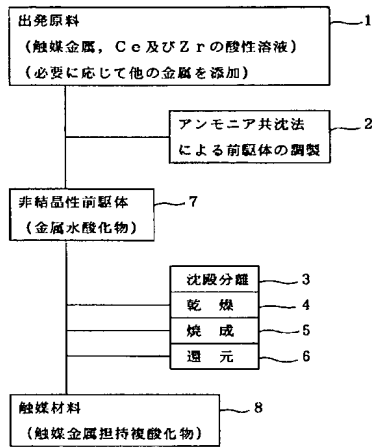 出発原料
(触媒金属，Ce及びZrの酸性溶液)
(必要に応じて他の金属を添加)
1
アンモニア共沈法
による前駆体の調製
2
非結晶性前駆体
(金属水酸化物)
7
沈殿分離
3
乾燥
4
焼成
5
還元
6
触媒材料
(触媒金属担持複酸化物)
8